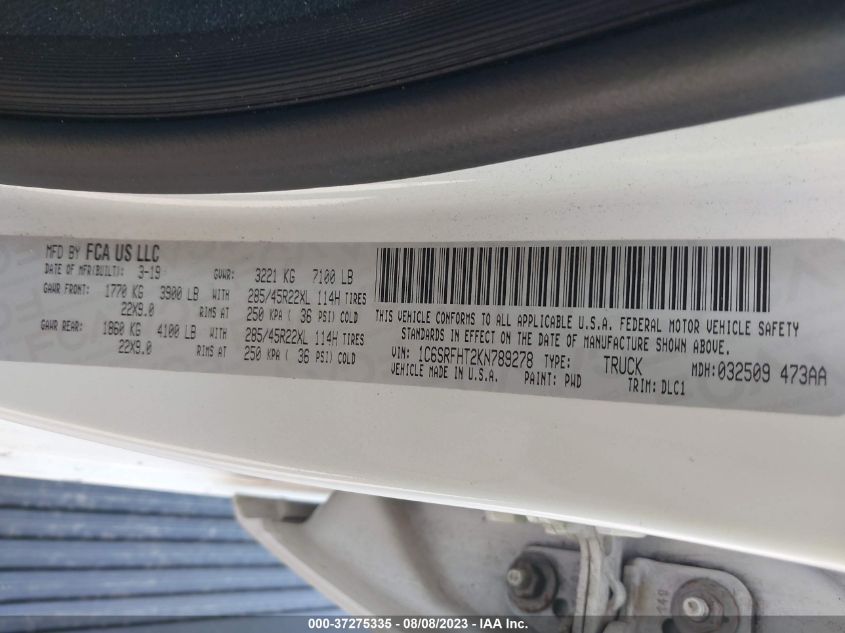 MFD BY FCA US LLC
DATE OF MFR(BUILT): 3-19 GVWR: 3221 KG 7100 LB
GAWR FRONT: 1770 KG 3900 LB WITH 285/45R22XL 114H TIRES
22X9.0 RIMS AT 250 KPA ( 36 PSI) COLD
GAWR REAR: 1860 KG 4100 LB WITH 285/45R22XL 114H TIRES
22X9.0 RIMS AT 250 KPA ( 36 PSI) COLD
THIS VEHICLE CONFORMS TO ALL APPLICABLE U.S.A. FEDERAL MOTOR VEHICLE SAFETY
STANDARDS IN EFFECT ON THE DATE OF MANUFACTURE SHOWN ABOVE.
VIN: 1C6SRFHT2KN789278 TYPE: TRUCK MDH:032509 473AA
VEHICLE MADE IN U.S.A. PAINT: PWD TRIM: DLC1
000-37275335 - 08/08/2023 - IAAI Inc.